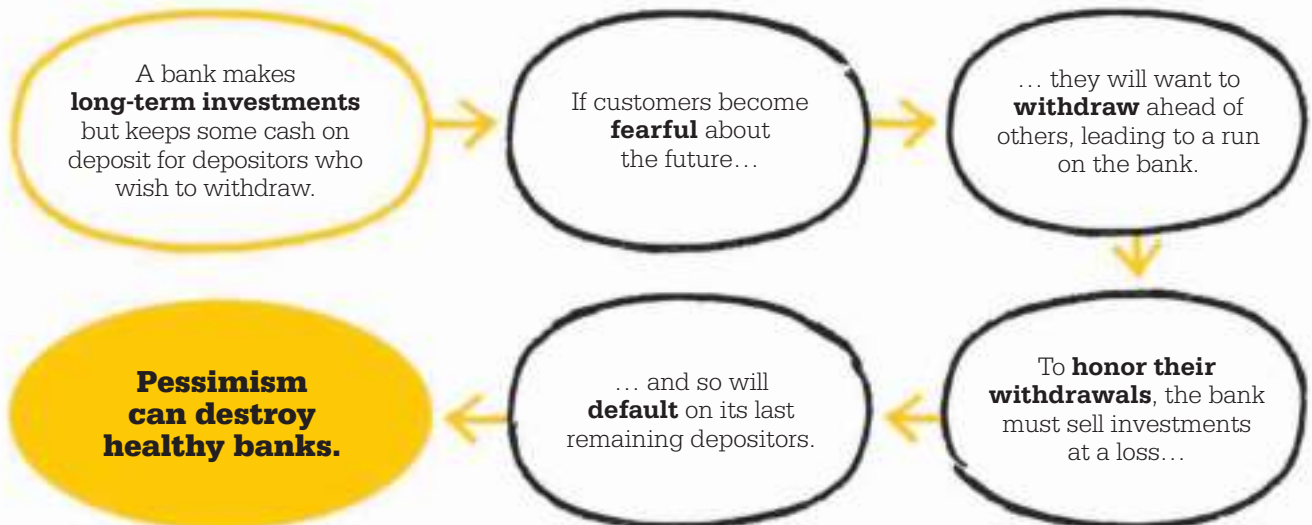 A bank makes
long-term investments
but keeps some cash on
deposit for depositors who
wish to withdraw.
If customers become
fearful about
the future…
… they will want to
withdraw ahead of
others, leading to a run
on the bank.
To honor their
withdrawals, the bank
must sell investments
at a loss…
… and so will
default on its last
remaining depositors.
Pessimism
can destroy
healthy banks.